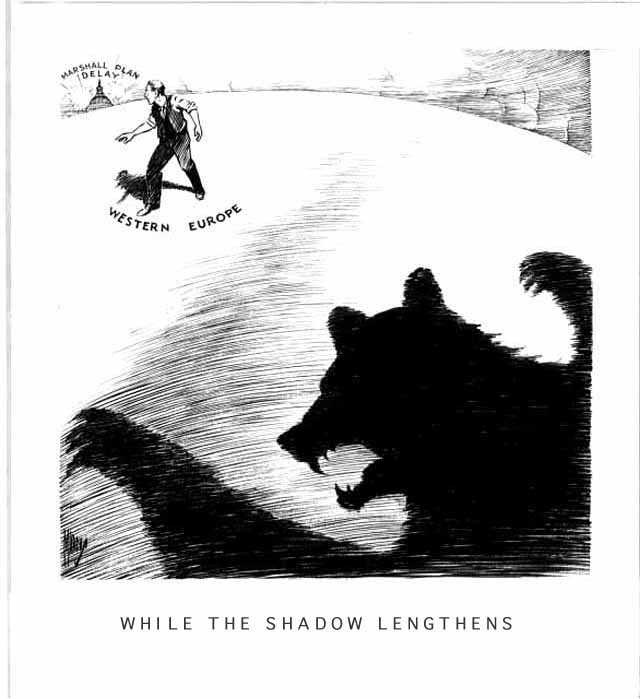 MARSHALL PLAN
DELAY
WESTERN EUROPE
WHILE THE SHADOW LENGTHENS